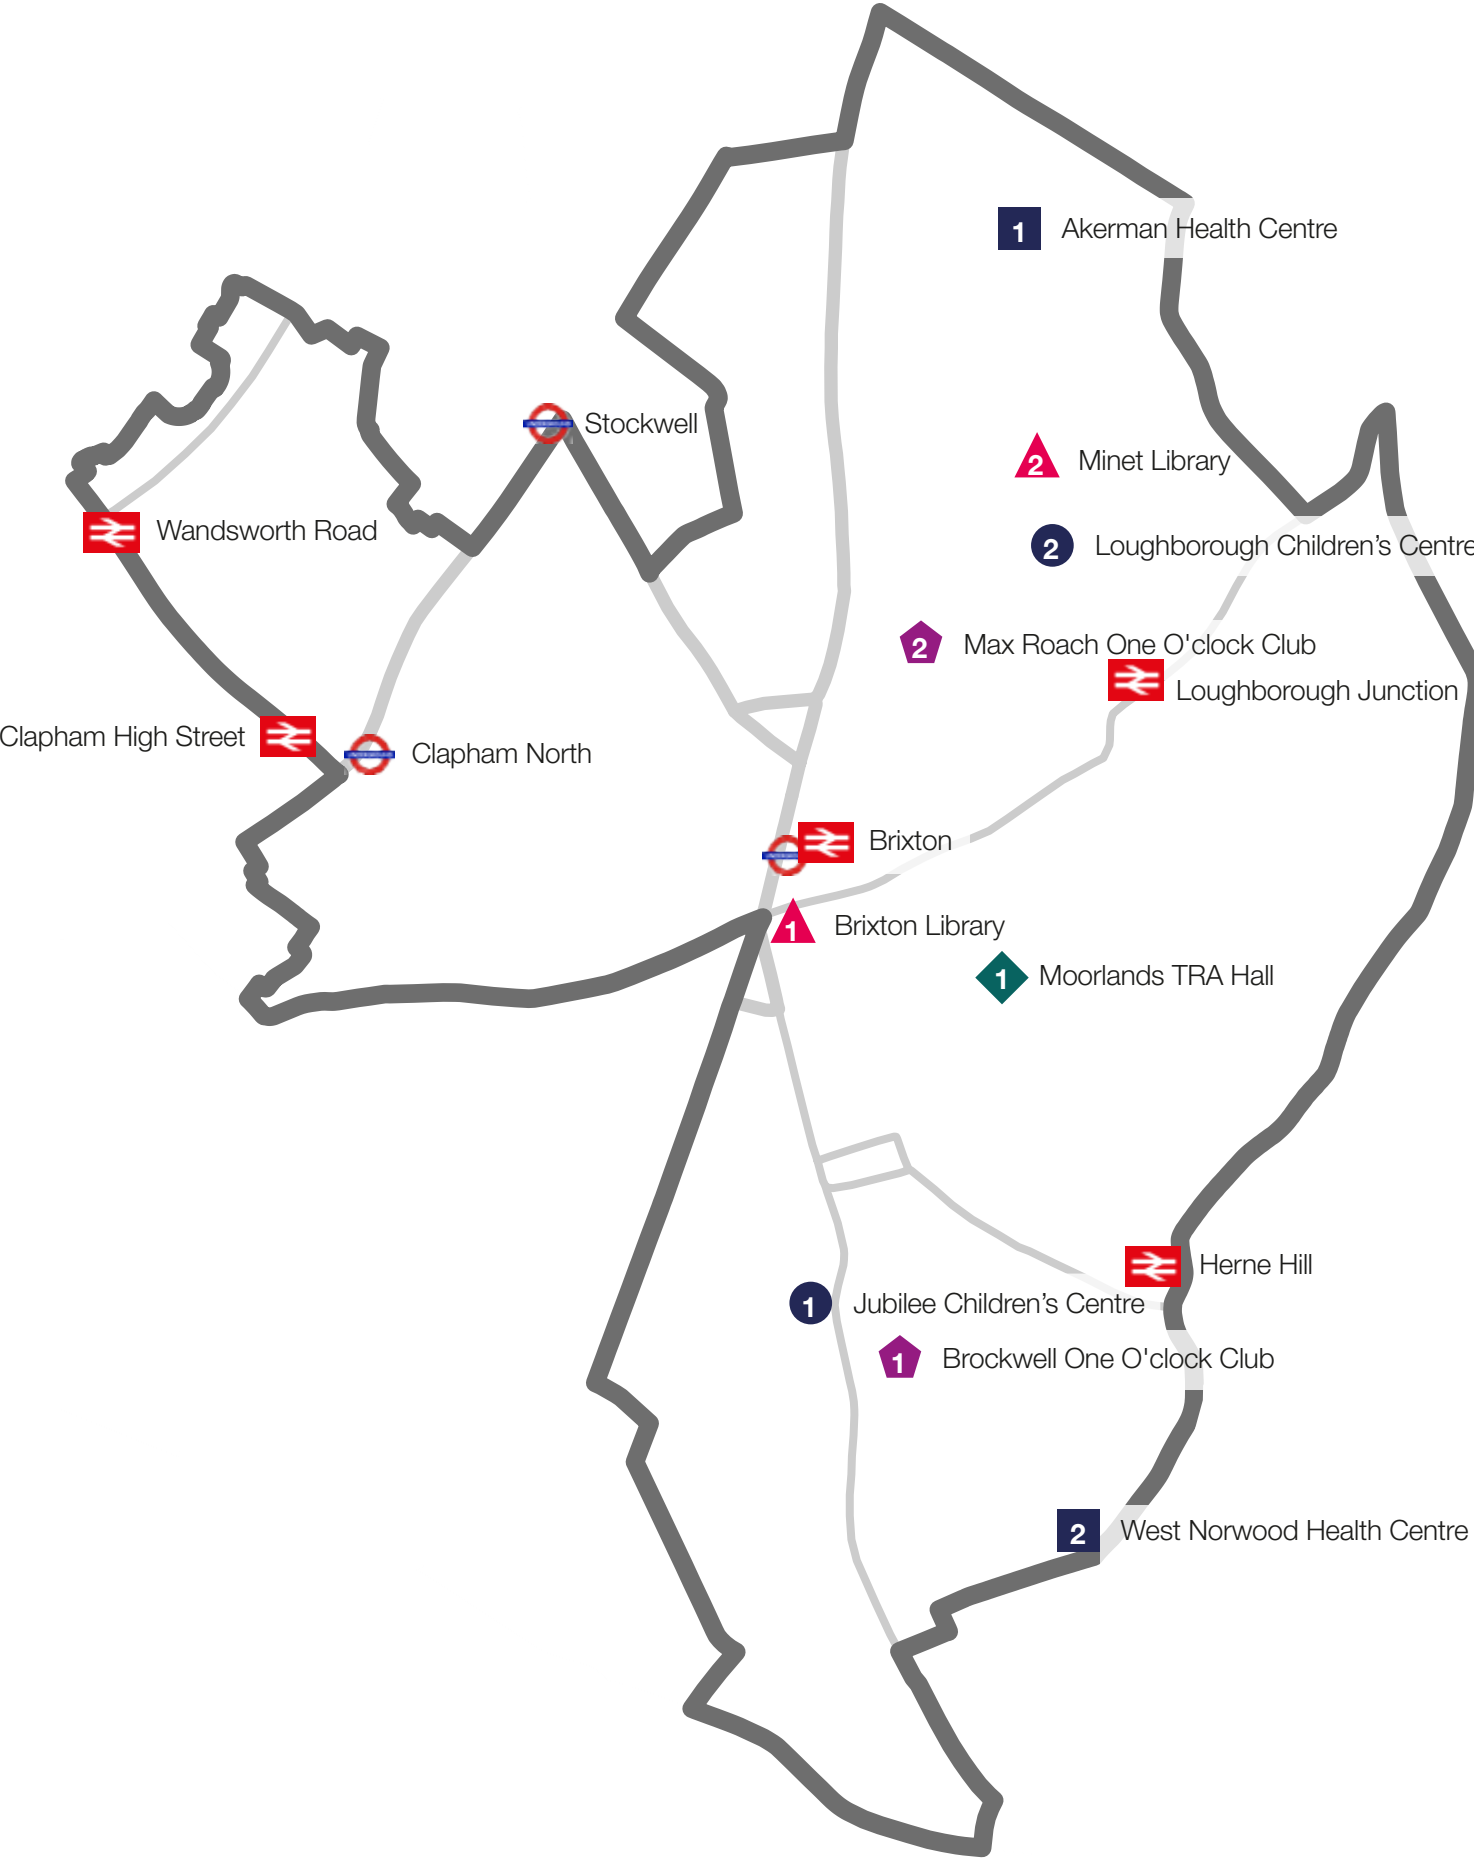 1 Akerman Health Centre
Stockwell
2 Minet Library
Wandsworth Road
2 Loughborough Children’s Centre
2 Max Roach One O'clock Club
Loughborough Junction
Clapham High Street
Clapham North
Brixton
1 Brixton Library
1 Moorlands TRA Hall
Herne Hill
1 Jubilee Children’s Centre
1 Brockwell One O'clock Club
2 West Norwood Health Centre